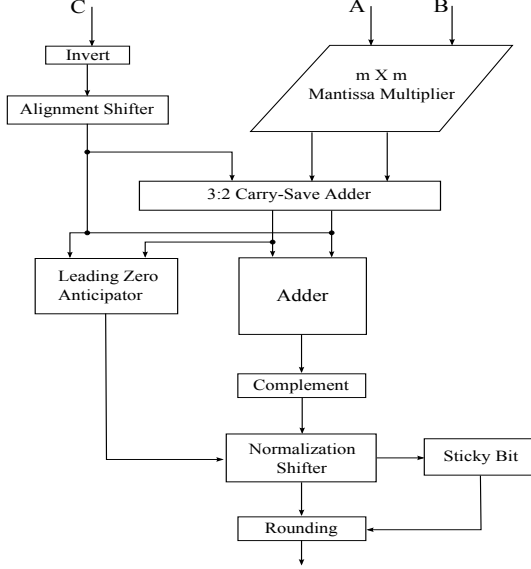 C
A
B
Invert
m X m
Mantissa Multiplier
Alignment Shifter
3:2 Carry-Save Adder
Leading Zero
Anticipator
Adder
Complement
Normalization
Shifter
Sticky Bit
Rounding